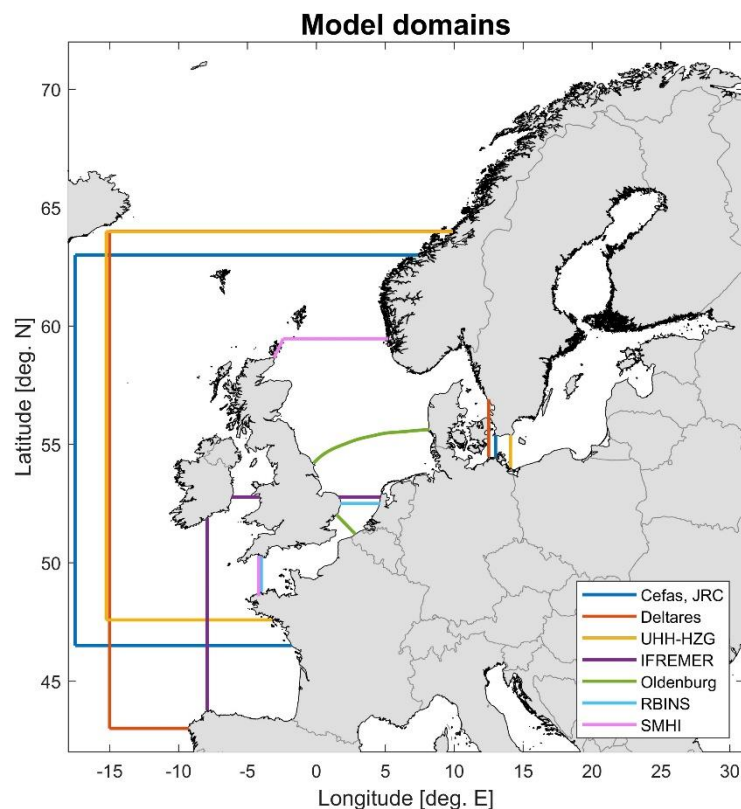 Model domains
70
65
60
55
50
45
Latitude [deg. N]
-15
-10
-5
0
5
10
15
20
25
30
Longitude [deg. E]
Cefas, JRC
Deltares
UHH-HZG
IFREMER
Oldenburg
RBINS
SMHI